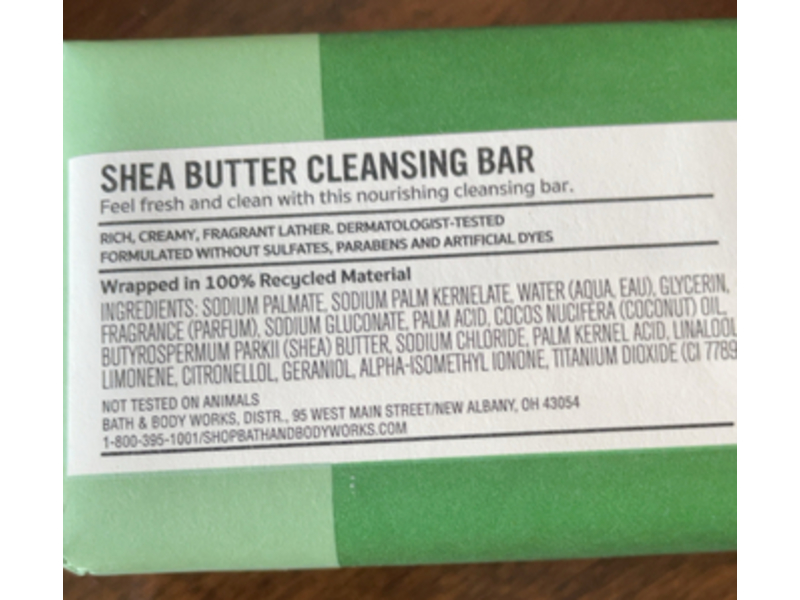 SHEA BUTTER CLEANSING BAR
Feel fresh and clean with this nourishing cleansing bar.
RICH, CREAMY, FRAGRANT LATHER. DERMATOLOGIST-TESTED
FORMULATED WITHOUT SULFATES, PARABENS AND ARTIFICIAL DYES
Wrapped in 100% Recycled Material
INGREDIENTS: SODIUM PALMATE, SODIUM PALM KERNELATE, WATER (AQUA, EAU), GLYCERIN,
FRAGRANCE (PARFUM), SODIUM GLUCONATE, PALM ACID, COCOS NUCIFERA (COCONUT) OIL,
BUTYROSPERMUM PARKII (SHEA) BUTTER, SODIUM CHLORIDE, PALM KERNEL ACID, LINALOOL
LIMONENE, CITRONELLOL, GERANIOL, ALPHA-ISOMETHYL IONONE, TITANIUM DIOXIDE (CI 7789
NOT TESTED ON ANIMALS
BATH & BODY WORKS, DISTR., 95 WEST MAIN STREET/NEW ALBANY, OH 43054
1-800-395-1001/SHOPBATHANDBODYWORKS.COM